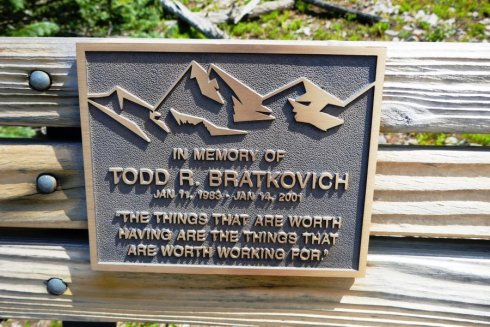 IN MEMORY OF
TODD R. BRATKOVICH
JAN 11, 1983 - JAN 14, 2001
"THE THINGS THAT ARE WORTH
HAVING ARE THE THINGS THAT
ARE WORTH WORKING FOR."